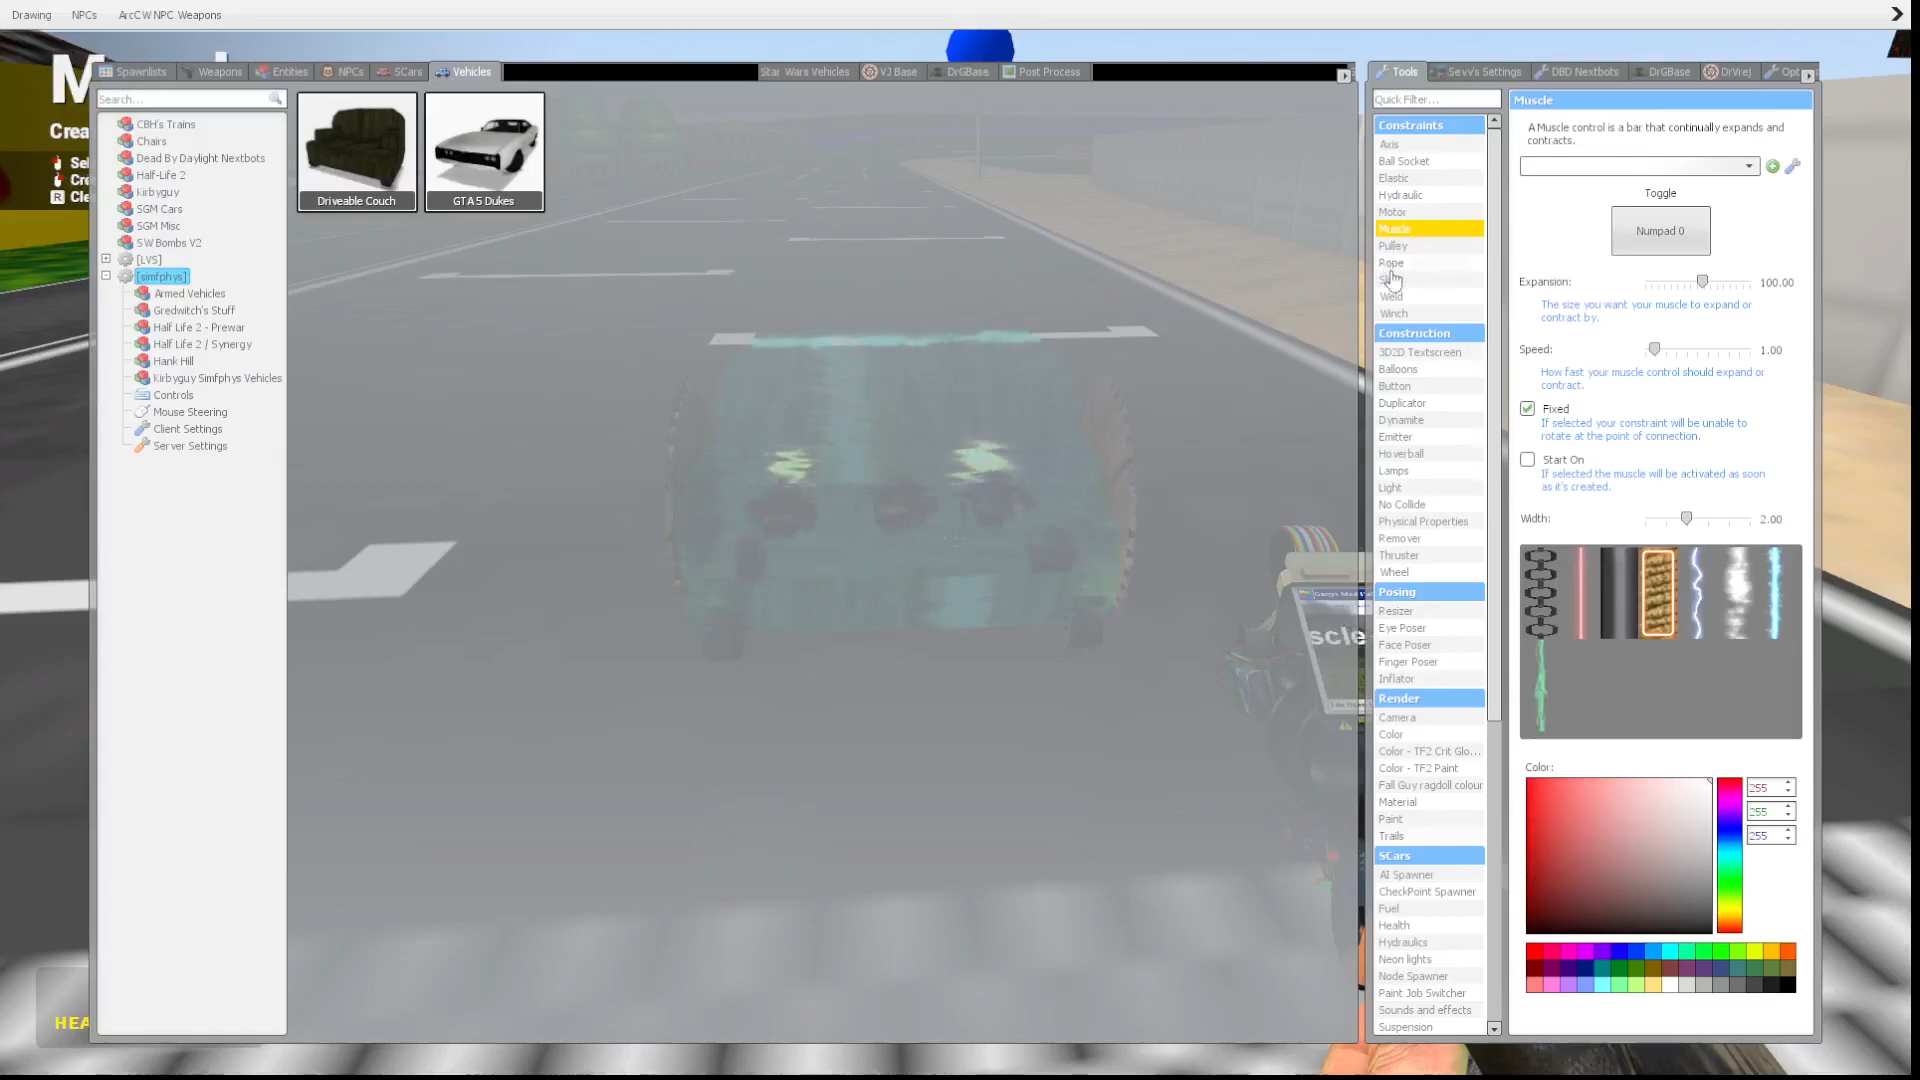 Drawing NPCs ArcCW NPC Weapons
Spawnlists Weapons Entities NPCs SCars Vehicles Star Wars Vehicles VJ Base DrGBase Post Process
Search...
CBH's Trains
Chairs
Dead By Daylight Nextbots
Half-Life 2
Kirbyguy
SGM Cars
SGM Misc
SW Bombs V2
[LVS]
[simfphys]
Armed Vehicles
Gredwitch's Stuff
Half Life 2 - Prewar
Half Life 2 / Synergy
Hank Hill
Kirbyguy Simfphys Vehicles
Controls
Mouse Steering
Client Settings
Server Settings
Driveable Couch
GTA 5 Dukes
M
Crea
Sel
Cre
R Cle
HEA
scle
Tools Sevv's Settings DBD Nextbots DrGBase DrVrej Opt
Quick Filter...
Constraints
Axis
Ball Socket
Elastic
Hydraulic
Motor
Muscle
Pulley
Rope
Weld
Winch
Construction
3D2D Textscreen
Balloons
Button
Duplicator
Dynamite
Emitter
Hoverball
Lamps
Light
No Collide
Physical Properties
Remover
Thruster
Wheel
Posing
Resizer
Eye Poser
Face Poser
Finger Poser
Inflator
Render
Camera
Color
Color - TF2 Crit Glo...
Color - TF2 Paint
Fall Guy ragdoll colour
Material
Paint
Trails
SCars
AI Spawner
CheckPoint Spawner
Fuel
Health
Hydraulics
Neon lights
Node Spawner
Paint Job Switcher
Sounds and effects
Suspension
Muscle
A Muscle control is a bar that continually expands and
contracts.
Toggle
Numpad 0
Expansion: 100.00
The size you want your muscle to expand or
contract by.
Speed: 1.00
How fast your muscle control should expand or
contract.
Fixed
If selected your constraint will be unable to
rotate at the point of connection.
Start On
If selected the muscle will be activated as soon
as it's created.
Width: 2.00
Color:
255
255
255